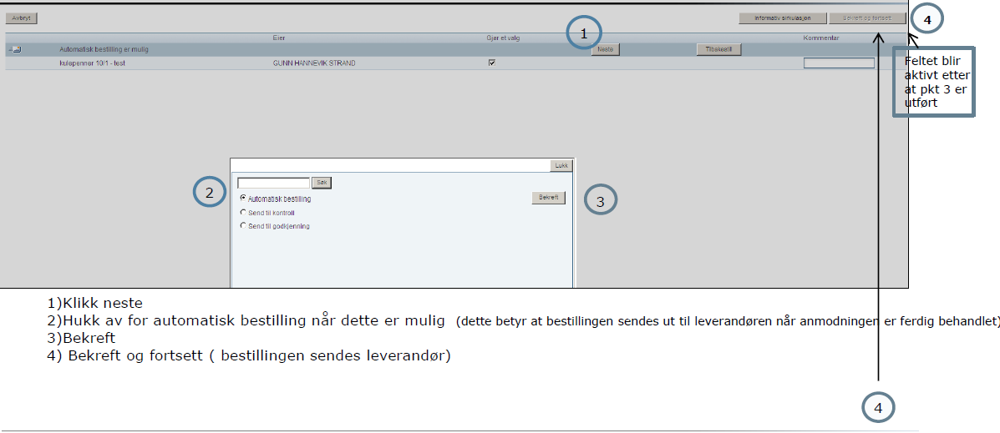 Avbryt
Informativ sirkulasjon
Bekreft og fortsett
4
Eier
Gjør et valg
1
Kommentar
Automatisk bestilling er mulig
Neste
Tilbakestill
kulepenner 10/1 - test
GUNN HANNEVIK STRAND
Feltet blir
aktivt etter
at pkt 3 er
utført
Lukk
2
Søk
Automatisk bestilling
Bekreft
3
Send til kontroll
Send til godkjenning
1)Klikk neste
2)Hukk av for automatisk bestilling når dette er mulig (dette betyr at bestillingen sendes ut til leverandøren når anmodningen er ferdig behandlet)
3)Bekreft
4) Bekreft og fortsett ( bestillingen sendes leverandør)
4